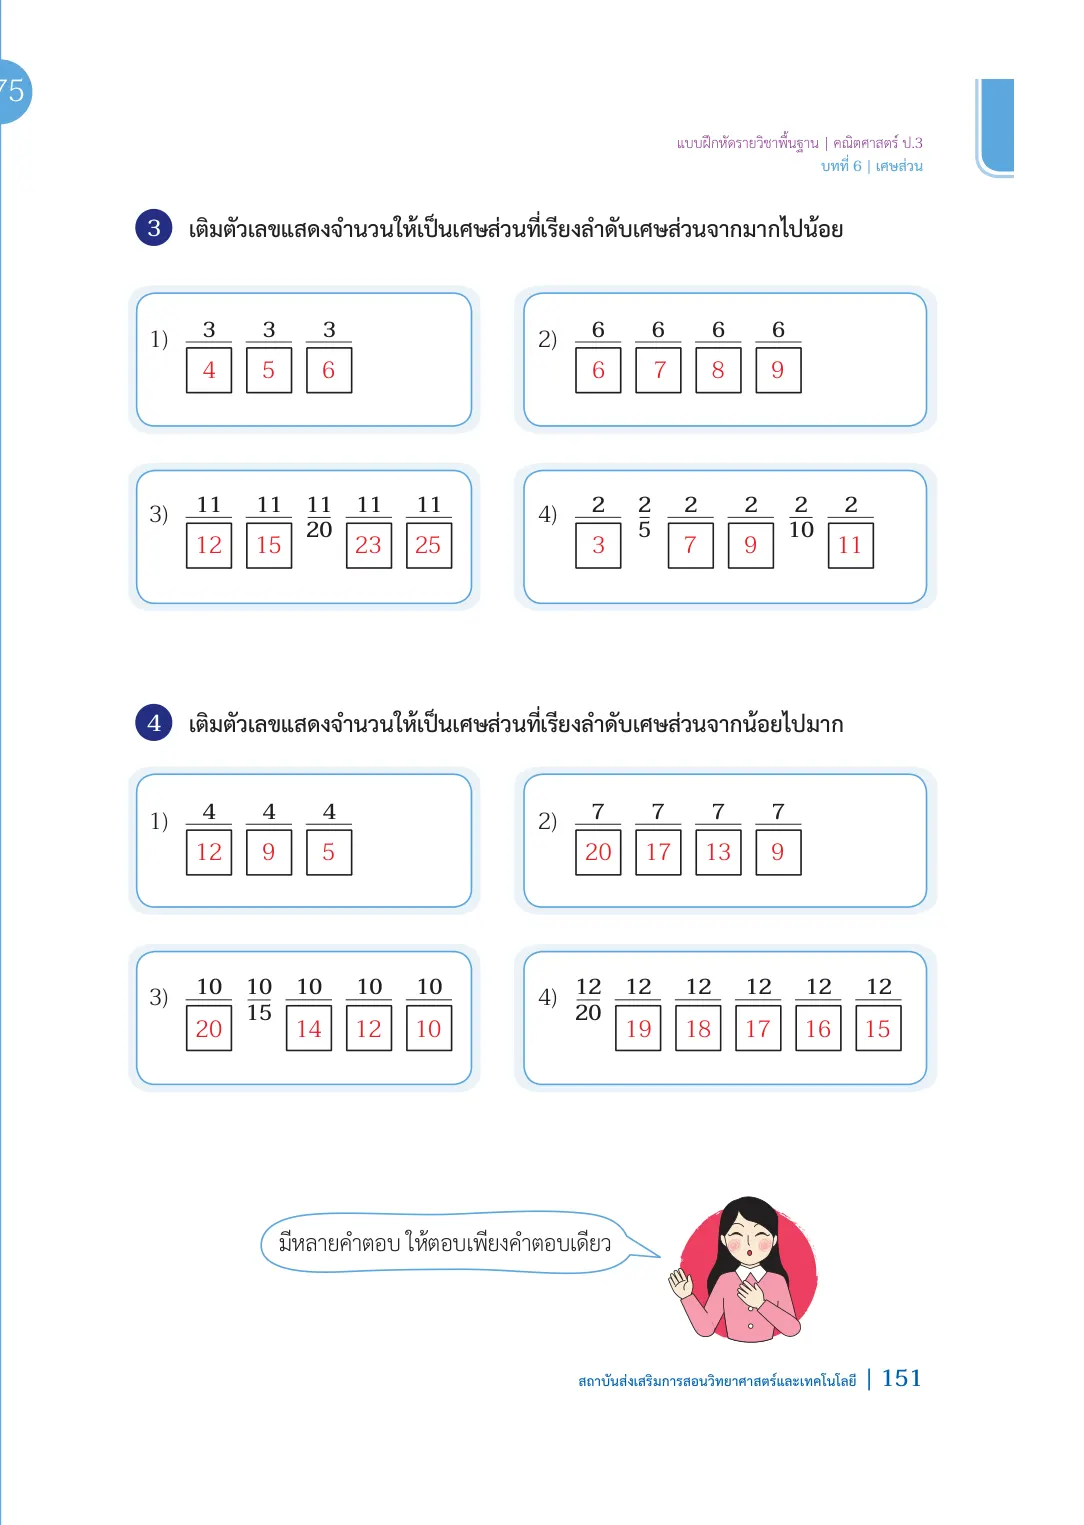 75
แบบฝึกหัดรายวิชาพื้นฐาน | คณิตศาสตร์ ป.3
บทที่ 6 | เศษส่วน
3 เติมตัวเลขแสดงจำนวนให้เป็นเศษส่วนที่เรียงลำดับเศษส่วนจากมากไปน้อย
1) 3/4 3/5 3/6
2) 6/6 6/7 6/8 6/9
3) 11/12 11/15 11/20 11/23 11/25
4) 2/3 2/5 2/7 2/9 2/10 2/11
4 เติมตัวเลขแสดงจำนวนให้เป็นเศษส่วนที่เรียงลำดับเศษส่วนจากน้อยไปมาก
1) 4/12 4/9 4/5
2) 7/20 7/17 7/13 7/9
3) 10/20 10/15 10/14 10/12 10/10
4) 12/20 12/19 12/18 12/17 12/16 12/15
มีหลายคำตอบ ให้ตอบเพียงคำตอบเดียว
สถาบันส่งเสริมการสอนวิทยาศาสตร์และเทคโนโลยี | 151